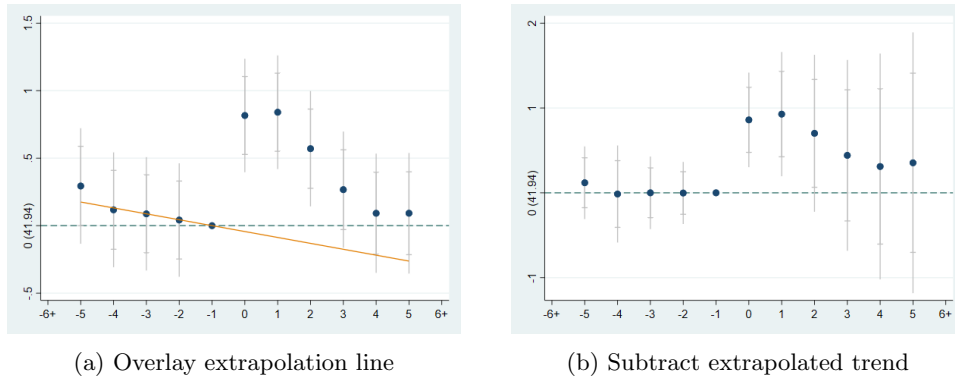 1.5
1
.5
0 (41.94)
-.5
-6+ -5 -4 -3 -2 -1 0 1 2 3 4 5 6+
(a) Overlay extrapolation line
2
1
0 (41.94)
-1
-6+ -5 -4 -3 -2 -1 0 1 2 3 4 5 6+
(b) Subtract extrapolated trend